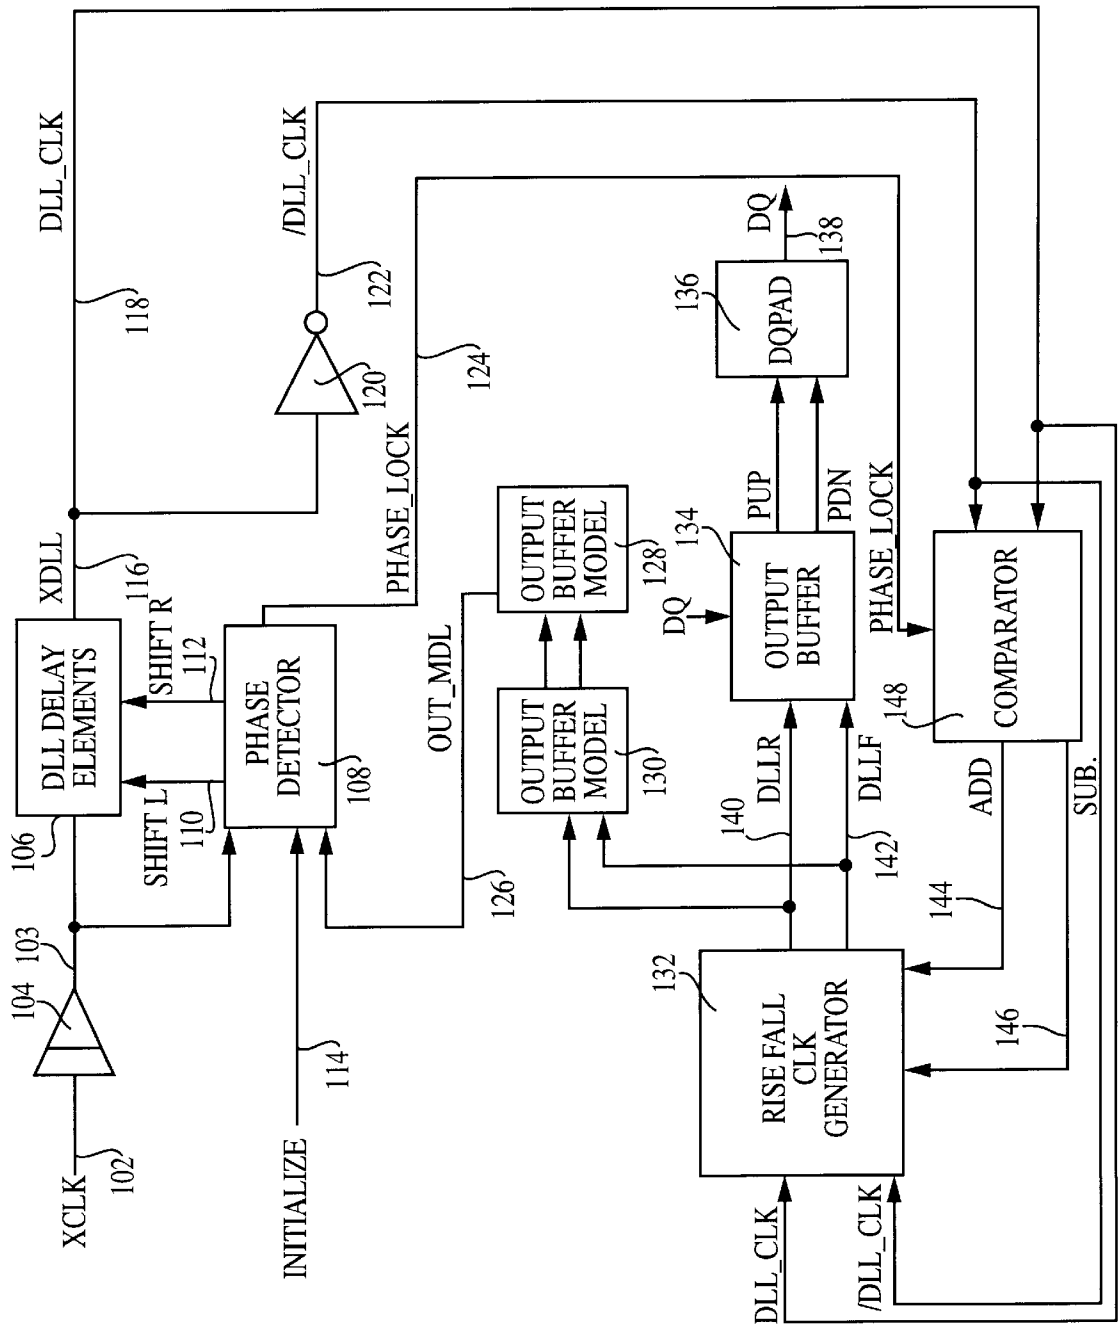 XCLK
102
104
103
106
DLL DELAY
ELEMENTS
XDLL
116
118
DLL_CLK
SHIFT L
110
SHIFT R
112
INITIALIZE
114
PHASE
DETECTOR
108
PHASE_LOCK
124
120
122
/DLL_CLK
126
OUT_MDL
OUTPUT
BUFFER
MODEL
130
OUTPUT
BUFFER
MODEL
128
DLL_CLK
/DLL_CLK
132
RISE FALL
CLK
GENERATOR
140
DLLR
142
DLLF
DQ
134
OUTPUT
BUFFER
PUP
PDN
136
DQPAD
DQ
138
PHASE_LOCK
148
COMPARATOR
144
ADD
146
SUB.